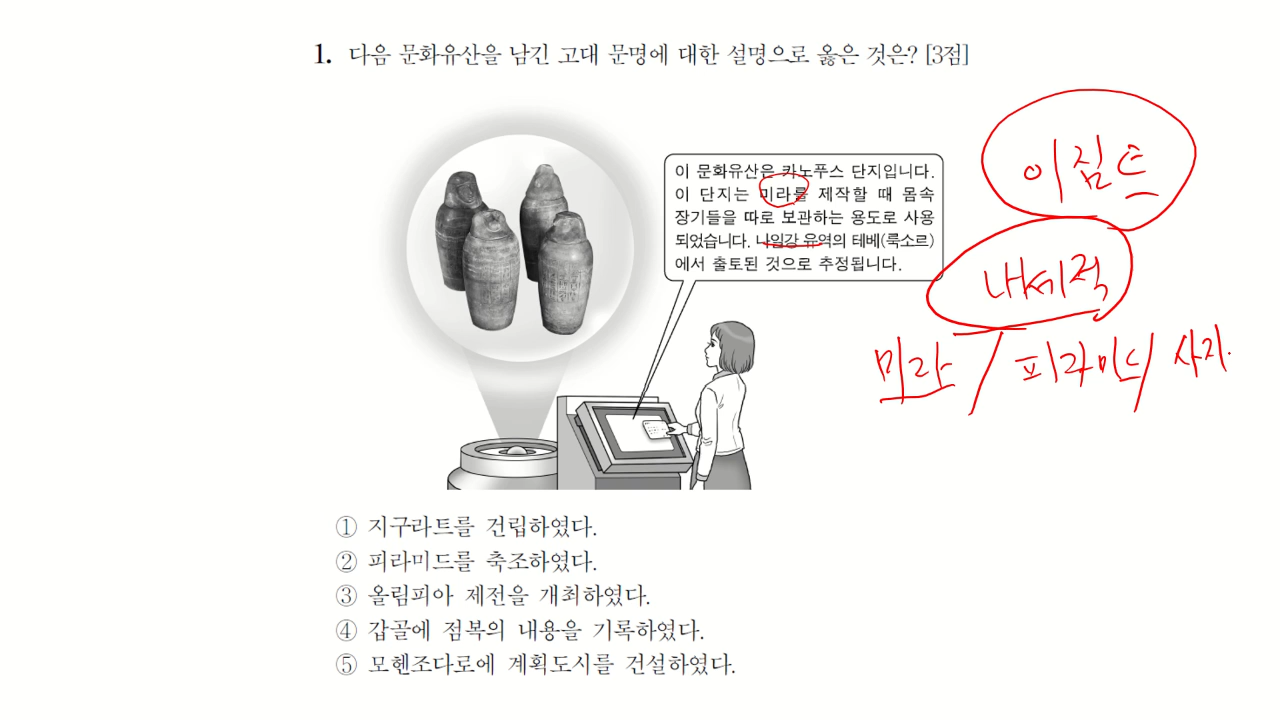 1. 다음 문화유산을 남긴 고대 문명에 대한 설명으로 옳은 것은? [3점]
이 문화유산은 카노푸스 단지입니다.
이 단지는 미라를 제작할 때 몸속
장기들을 따로 보관하는 용도로 사용
되었습니다. 나일강 유역의 테베(룩소르)
에서 출토된 것으로 추정됩니다.
이집트
내세적
미라 / 피라미드 / 사자.
① 지구라트를 건립하였다.
② 피라미드를 축조하였다.
③ 올림피아 제전을 개최하였다.
④ 갑골에 점복의 내용을 기록하였다.
⑤ 모헨조다로에 계획도시를 건설하였다.